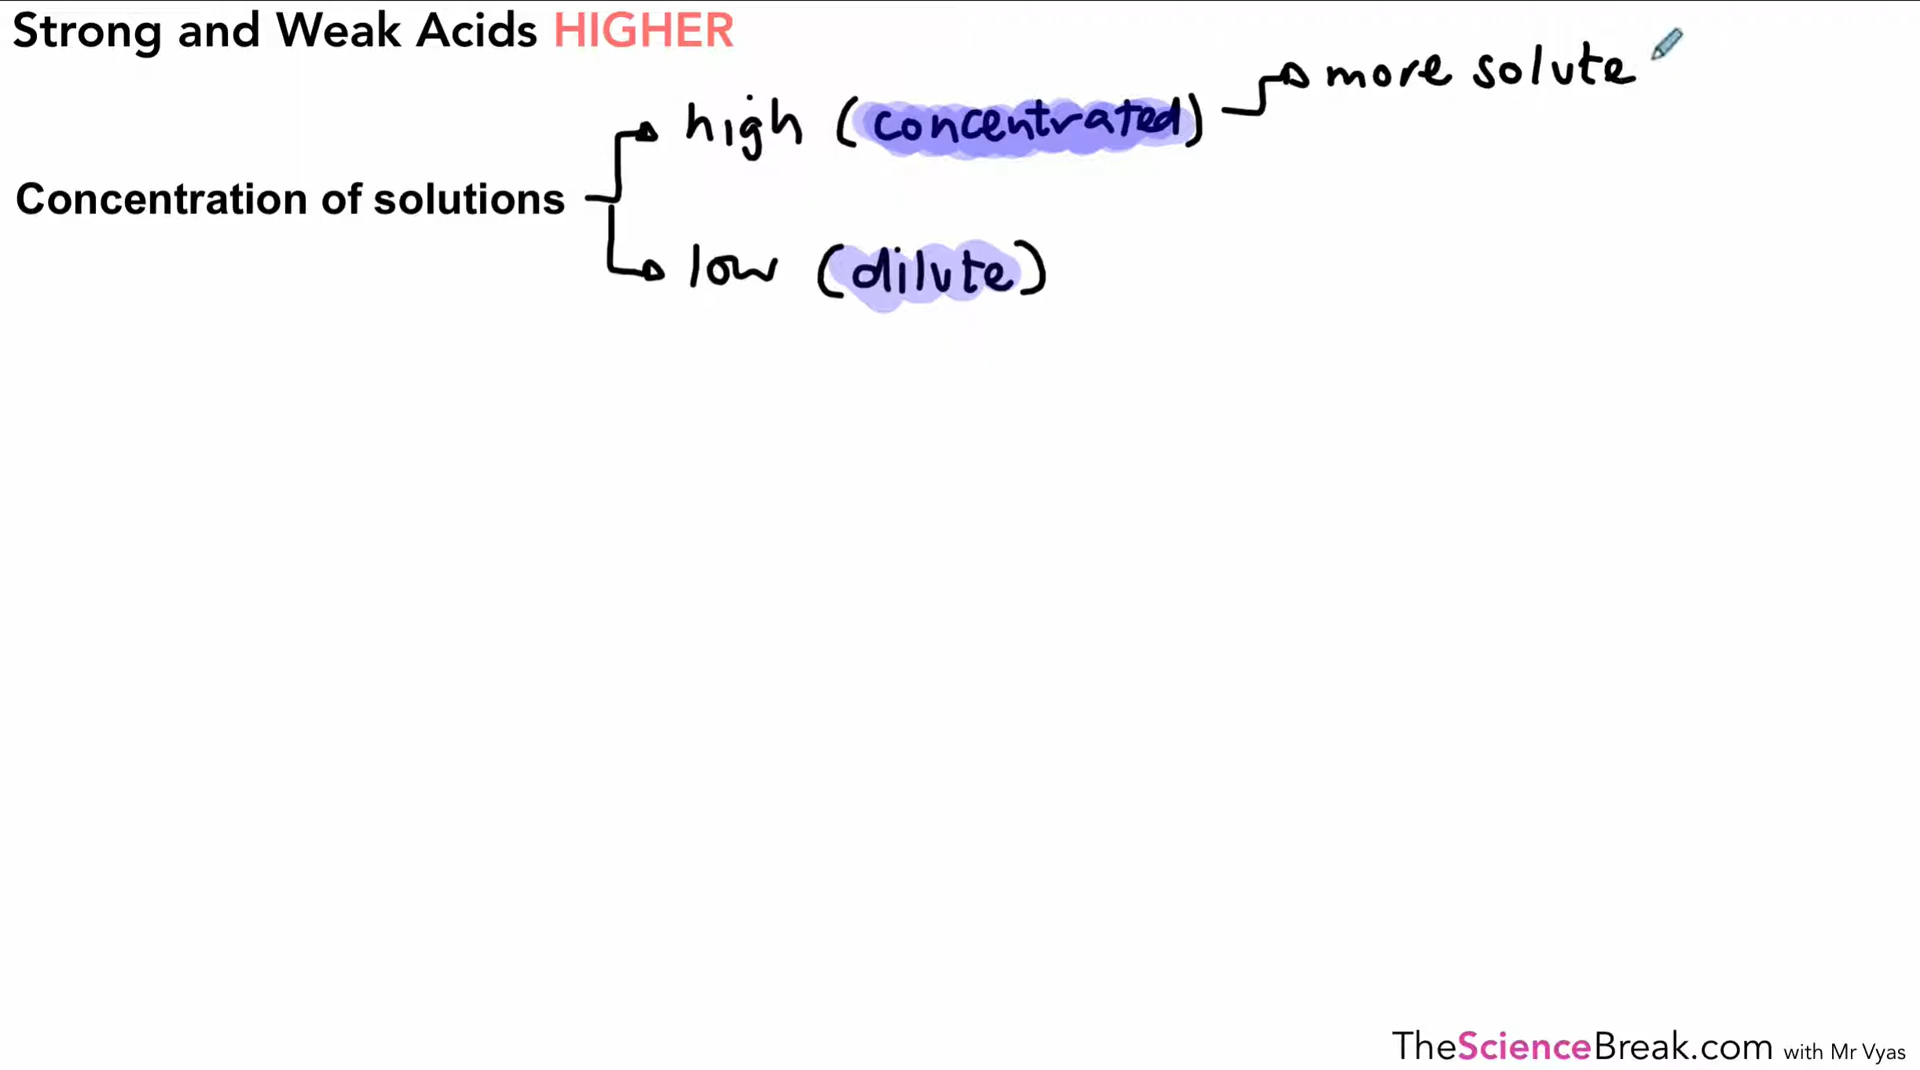 Strong and Weak Acids HIGHER
more solute
high (concentrated)
Concentration of solutions
low (dilute)
TheScienceBreak.com with Mr Vyas